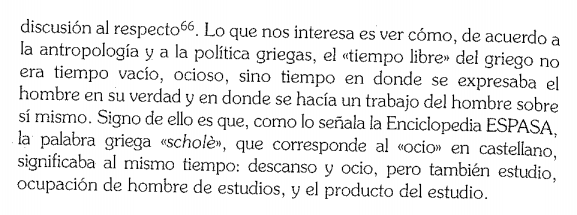 discusión al respecto⁶⁶. Lo que nos interesa es ver cómo, de acuerdo a
la antropología y a la política griegas, el «tiempo libre» del griego no
era tiempo vacío, ocioso, sino tiempo en donde se expresaba el
hombre en su verdad y en donde se hacía un trabajo del hombre sobre
sí mismo. Signo de ello es que, como lo señala la Enciclopedia ESPASA,
la palabra griega «scholè», que corresponde al «ocio» en castellano,
significaba al mismo tiempo: descanso y ocio, pero también estudio,
ocupación de hombre de estudios, y el producto del estudio.